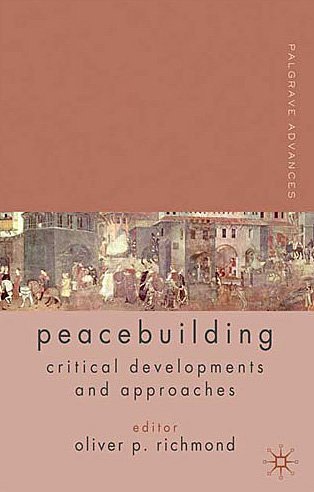 PALGRAVE ADVANCES
peacebuilding
critical developments
and approaches
editor
oliver p. richmond